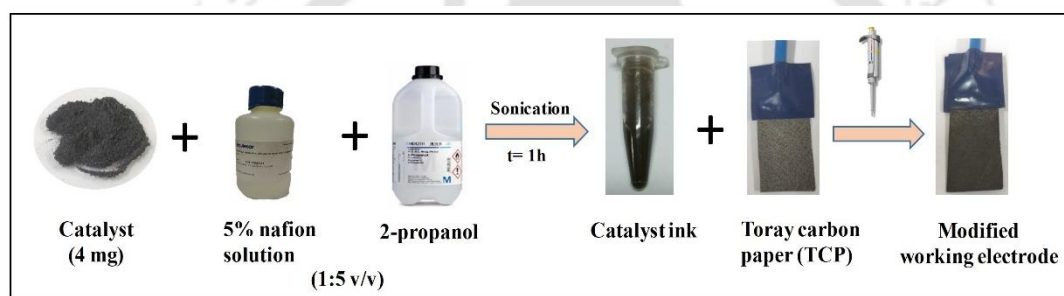 Sonication
t= 1h
Catalyst
(4 mg)
5% nafion
solution
2-propanol
(1:5 v/v)
Catalyst ink
Toray carbon
paper (TCP)
Modified
working electrode